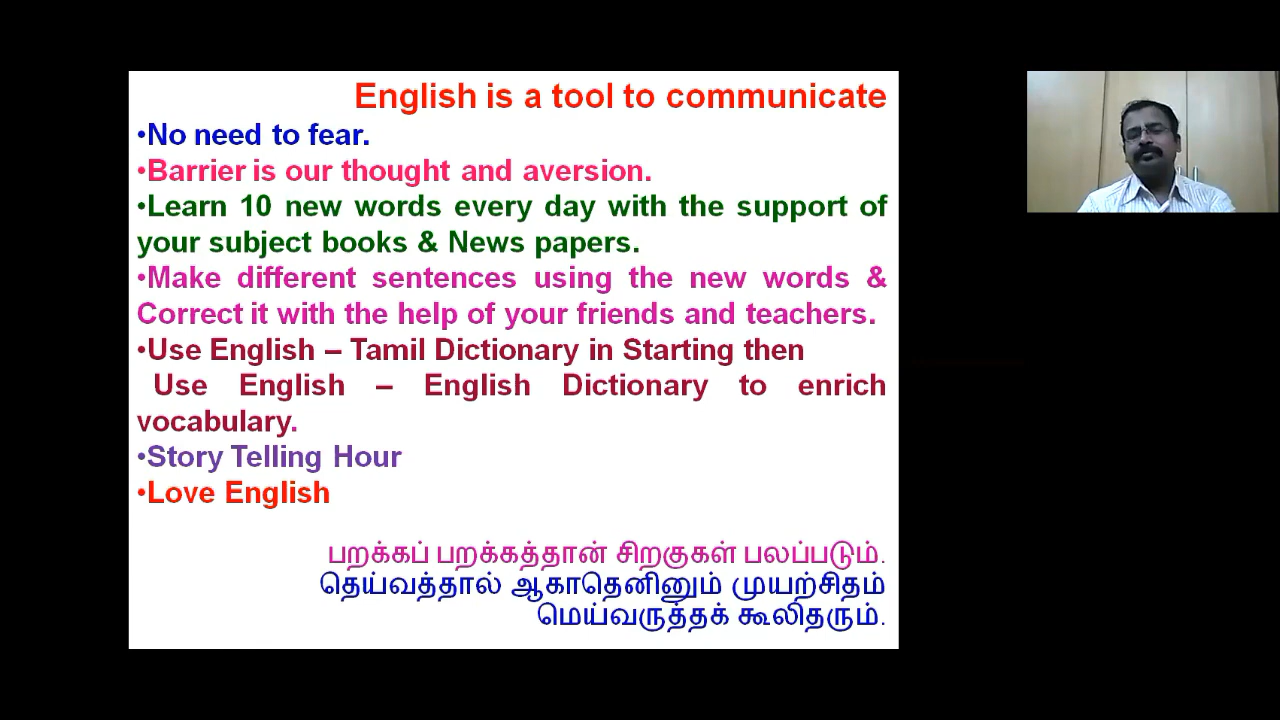 English is a tool to communicate
•No need to fear.
•Barrier is our thought and aversion.
•Learn 10 new words every day with the support of
your subject books & News papers.
•Make different sentences using the new words &
Correct it with the help of your friends and teachers.
•Use English – Tamil Dictionary in Starting then
Use English – English Dictionary to enrich
vocabulary.
•Story Telling Hour
•Love English
பறக்கப் பறக்கத்தான் சிறகுகள் பலப்படும்.
தெய்வத்தால் ஆகாதெனினும் முயற்சிதம்
மெய்வருத்தக் கூலிதரும்.